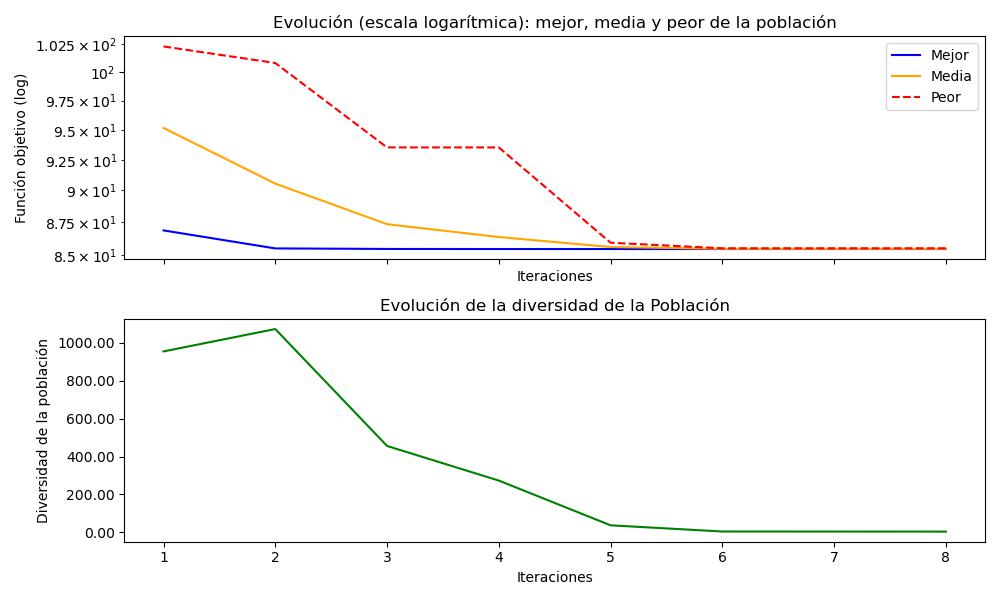 Evolución (escala logarítmica): mejor, media y peor de la población
Función objetivo (log)
1.025 × 10²
10²
9.75 × 10¹
9.5 × 10¹
9.25 × 10¹
9 × 10¹
8.75 × 10¹
8.5 × 10¹
Mejor
Media
Peor
Iteraciones
Evolución de la diversidad de la Población
Diversidad de la población
1000.00
800.00
600.00
400.00
200.00
0.00
1 2 3 4 5 6 7 8
Iteraciones